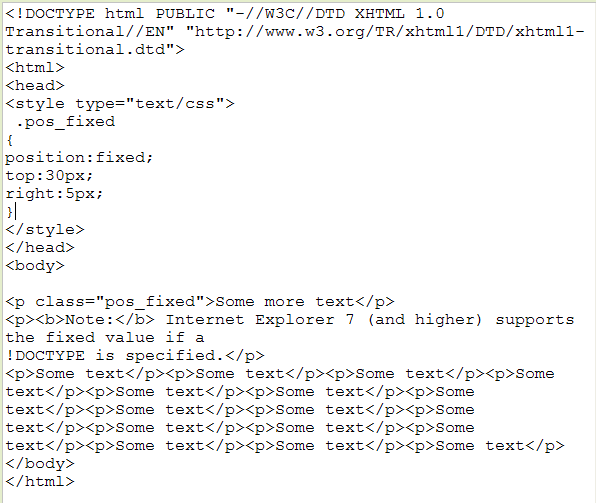 <!DOCTYPE html PUBLIC "-//W3C//DTD XHTML 1.0
Transitional//EN" "http://www.w3.org/TR/xhtml1/DTD/xhtml1-
transitional.dtd">
<html>
<head>
<style type="text/css">
 .pos_fixed
{
position:fixed;
top:30px;
right:5px;
}
</style>
</head>
<body>

<p class="pos_fixed">Some more text</p>
<p><b>Note:</b> Internet Explorer 7 (and higher) supports
the fixed value if a
!DOCTYPE is specified.</p>
<p>Some text</p><p>Some text</p><p>Some text</p><p>Some
text</p><p>Some text</p><p>Some text</p><p>Some
text</p><p>Some text</p><p>Some text</p><p>Some
text</p><p>Some text</p><p>Some text</p><p>Some
text</p><p>Some text</p><p>Some text</p><p>Some text</p>
</body>
</html>